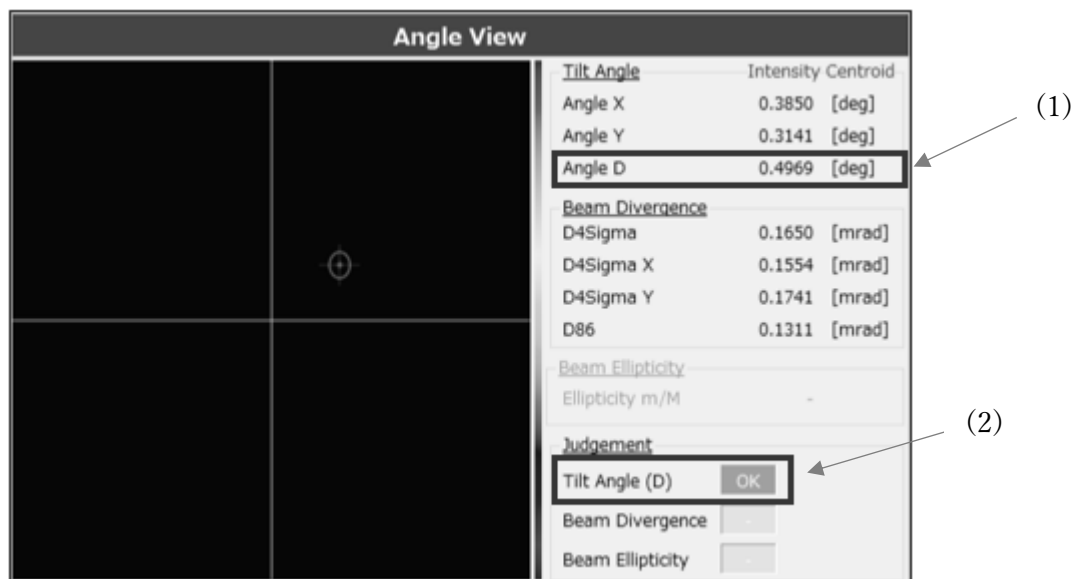 Angle View
Tilt Angle Intensity Centroid
Angle X 0.3850 [deg]
Angle Y 0.3141 [deg]
Angle D 0.4969 [deg]
(1)
Beam Divergence
D4Sigma 0.1650 [mrad]
D4Sigma X 0.1554 [mrad]
D4Sigma Y 0.1741 [mrad]
D86 0.1311 [mrad]
Beam Ellipticity
Ellipticity m/M -
(2)
Judgement
Tilt Angle (D) OK
Beam Divergence -
Beam Ellipticity -